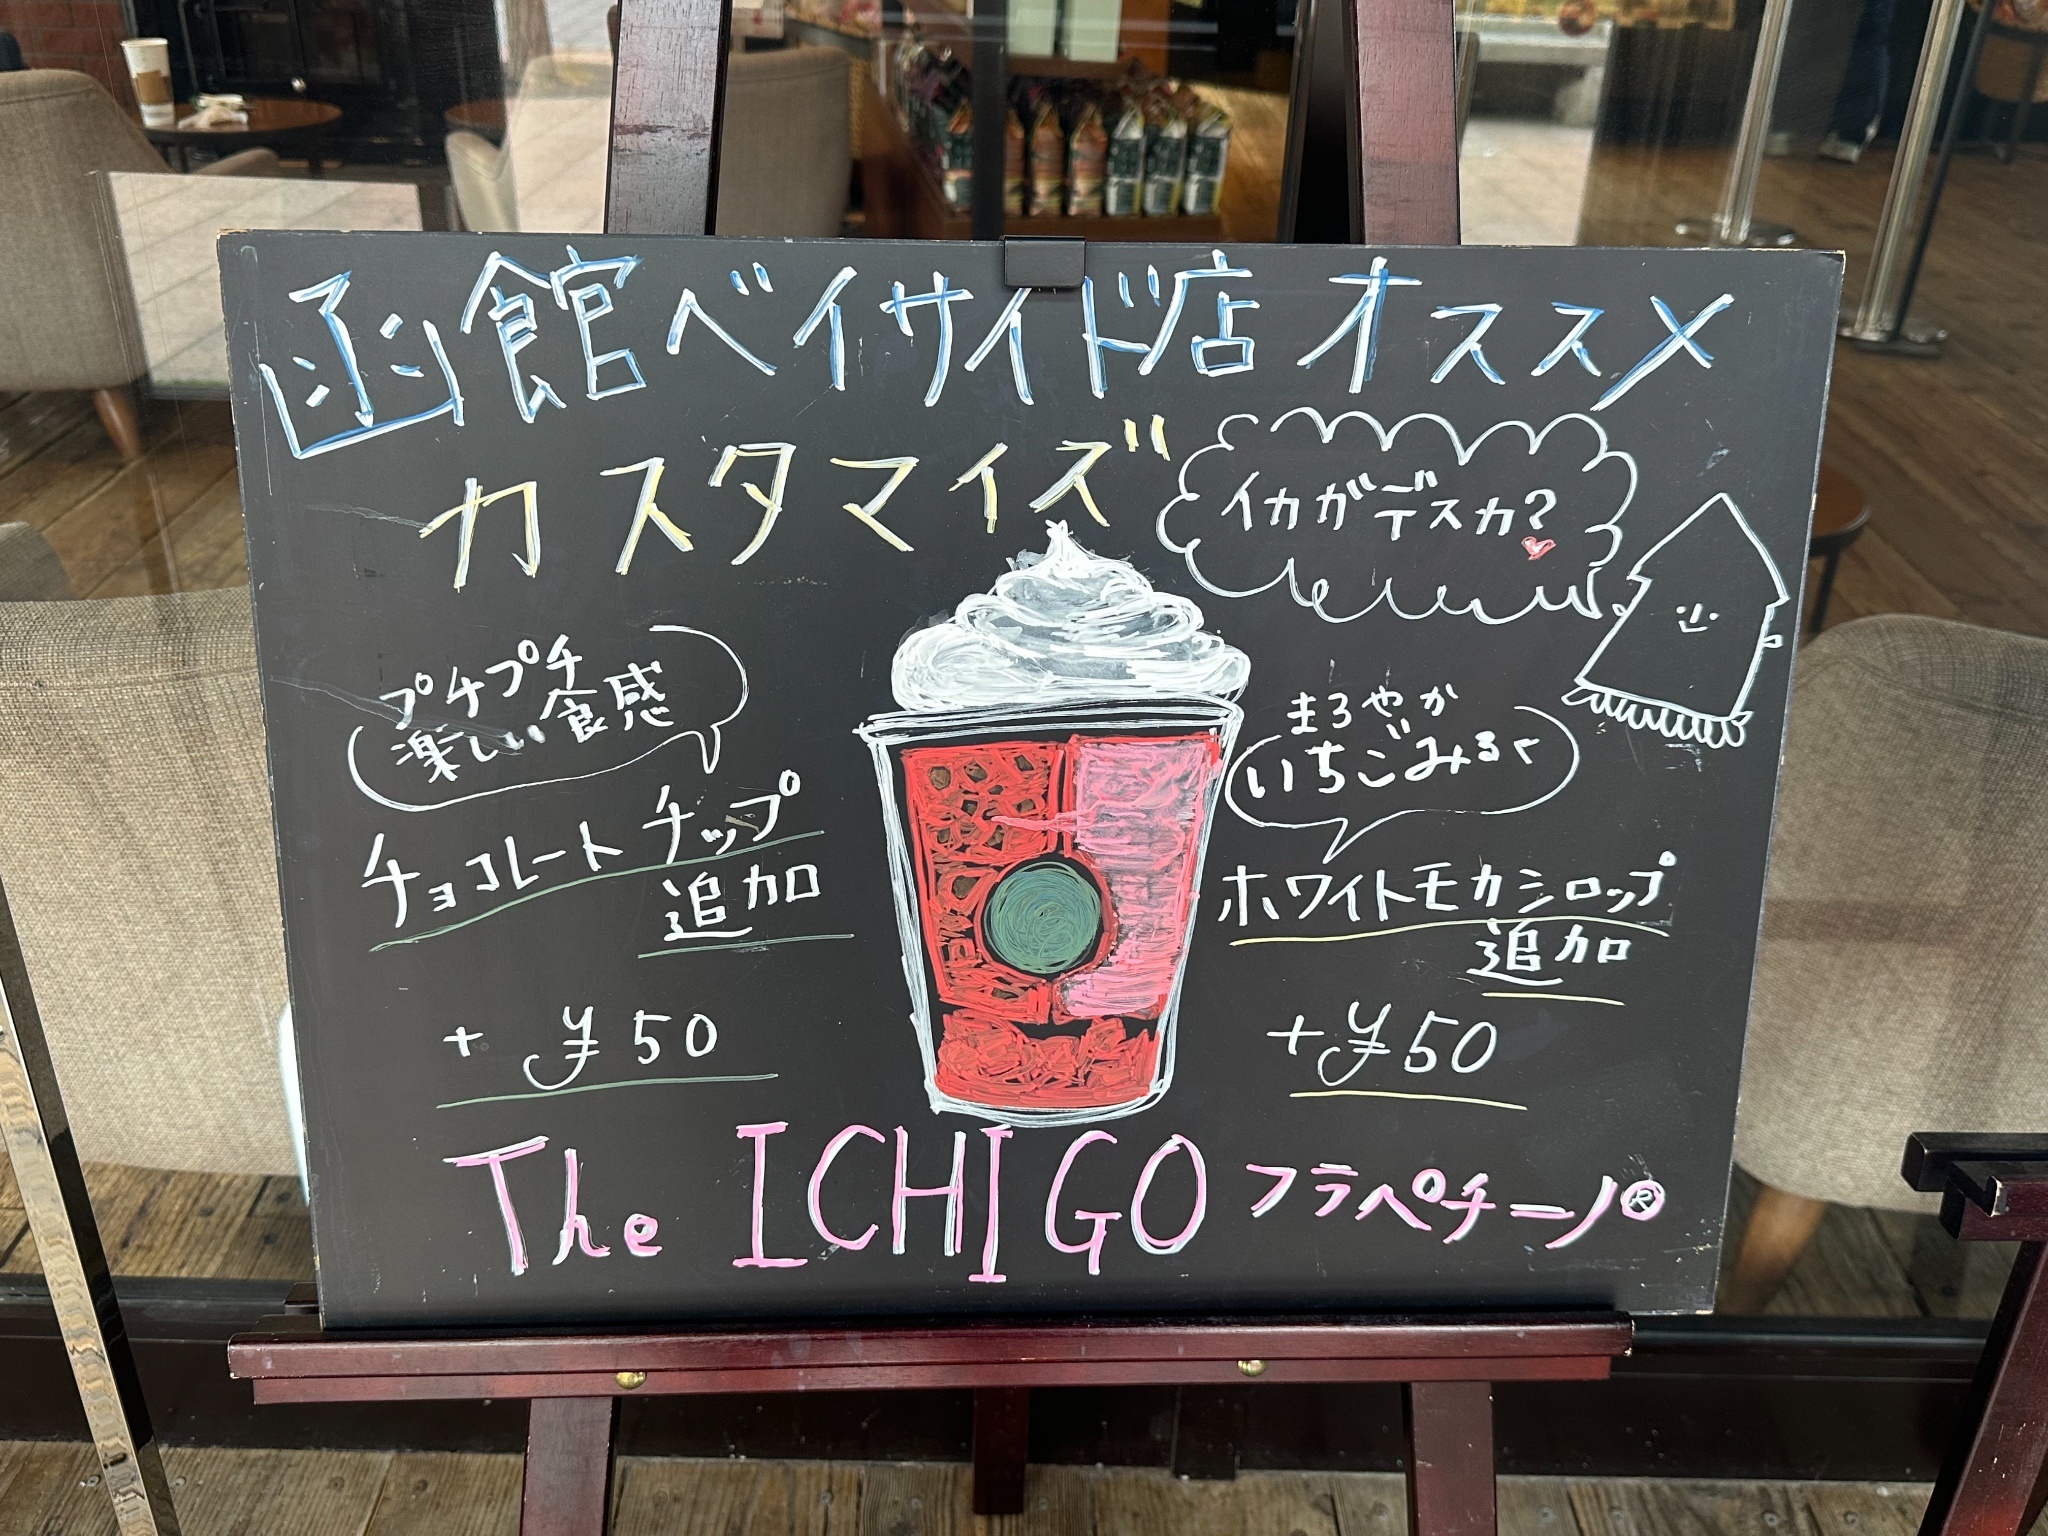 函館ベイサイド店オススメ
カスタマイズ
イカガデスカ?
プチプチ
楽しい食感
チョコレートチップ
追加
+ ¥50
まろやか
いちごみるく
ホワイトモカシロップ
追加
+ ¥50
The ICHIGO フラペチーノ®